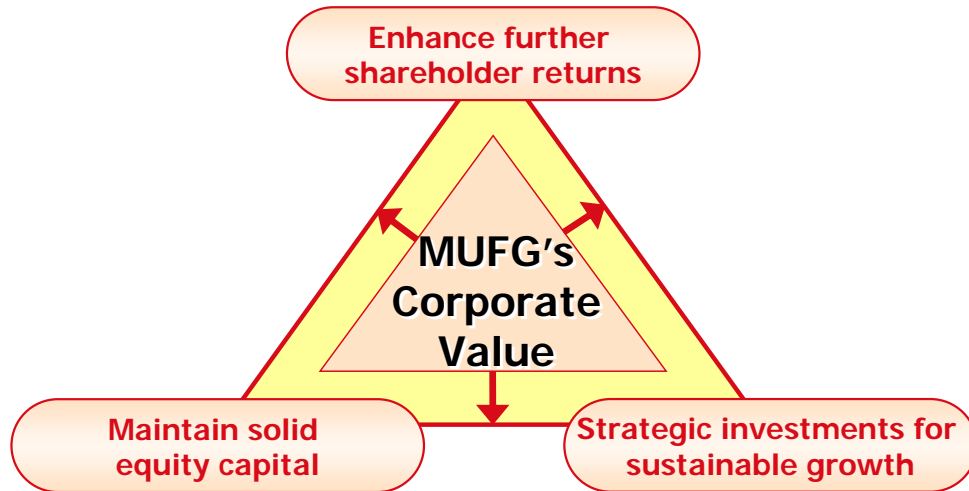 Enhance further
shareholder returns
MUFG's
Corporate
Value
Maintain solid
equity capital
Strategic investments for
sustainable growth